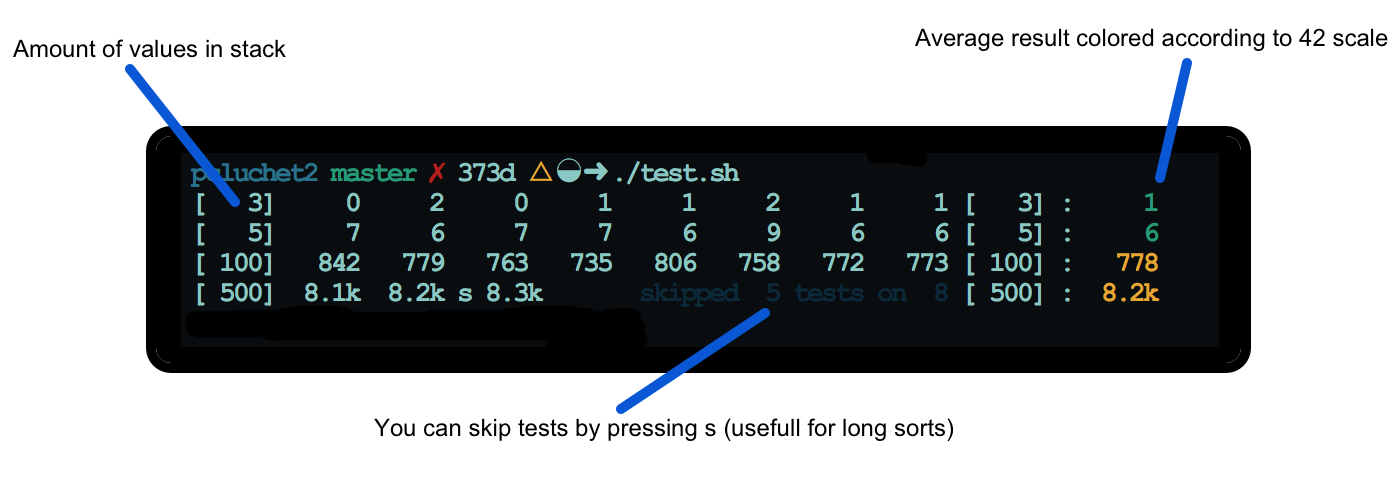 Amount of values in stack
Average result colored according to 42 scale
master ✗ 373d △ ➜ ./test.sh
[ 3] 0 2 0 1 1 2 1 1 [ 3] : 1
[ 5] 7 6 7 7 6 9 6 6 [ 5] : 6
[ 100] 842 779 763 735 806 758 772 773 [ 100] : 778
[ 500] 8.1k 8.2k s 8.3k skipped 5 tests on 8 [ 500] : 8.2k
You can skip tests by pressing s (usefull for long sorts)